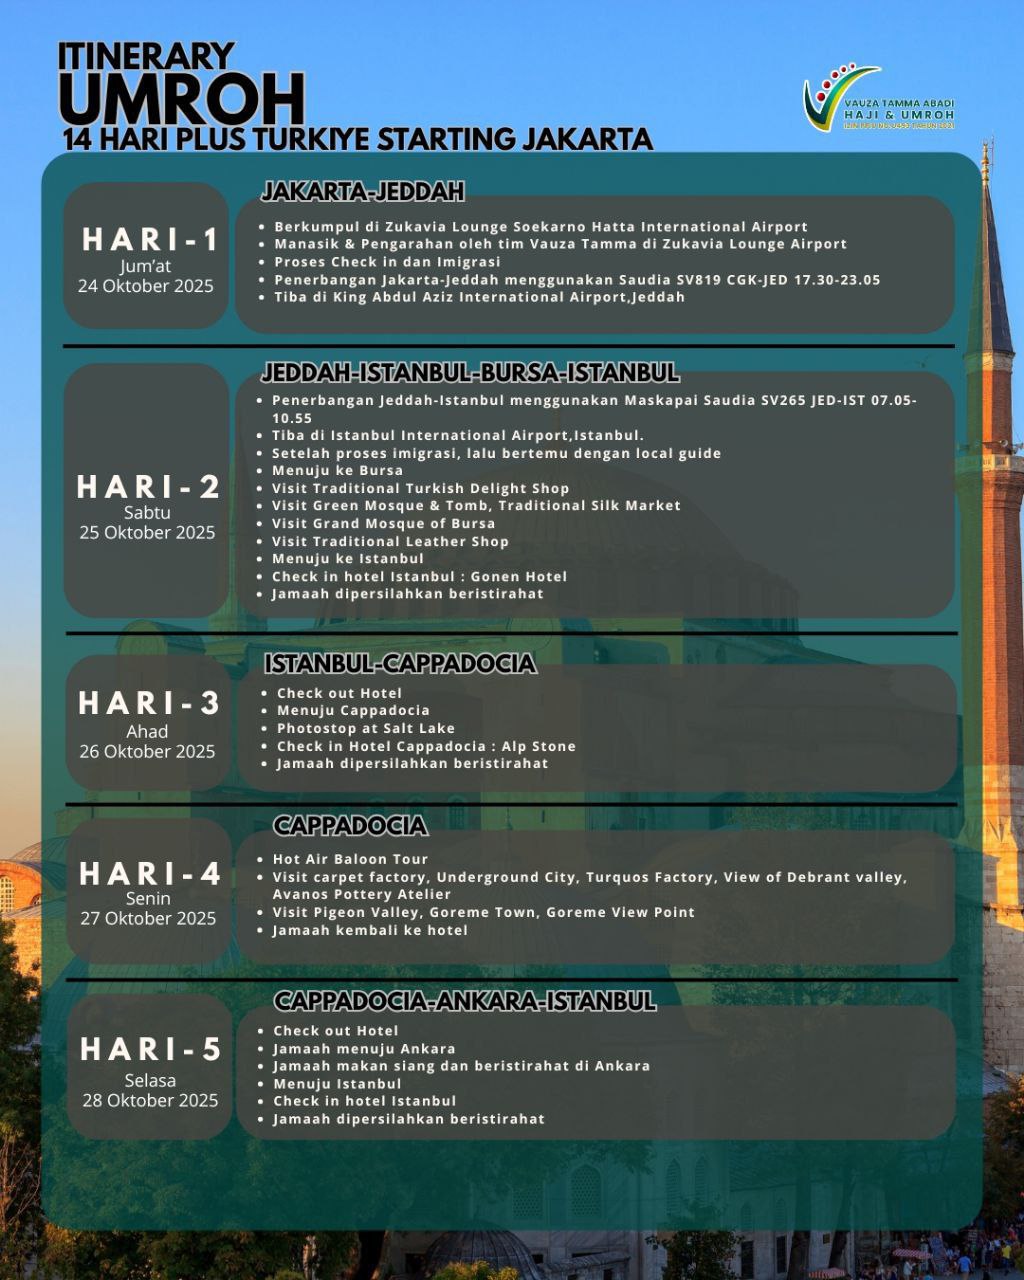 ITINERARY
UMROH
14 HARI PLUS TURKIYE STARTING JAKARTA
VAUZA TAMMA ABADI
HAJI & UMROH
JAKARTA-JEDDAH
HARI-1
Jum'at
24 Oktober 2025
Berkumpul di Zukavia Lounge Soekarno Hatta International Airport
Manasik & Pengarahan oleh tim Vauza Tamma di Zukavia Lounge Airport
Proses Check in dan Imigrasi
Penerbangan Jakarta-Jeddah menggunakan Saudia SV819 CGK-JED 17.30-23.05
Tiba di King Abdul Aziz International Airport,Jeddah
JEDDAH-ISTANBUL-BURSA-ISTANBUL
HARI-2
Sabtu
25 Oktober 2025
Penerbangan Jeddah-Istanbul menggunakan Maskapai Saudia SV265 JED-IST 07.05-
10.55
Tiba di Istanbul International Airport,Istanbul.
Setelah proses imigrasi, lalu bertemu dengan local guide
Menuju ke Bursa
Visit Traditional Turkish Delight Shop
Visit Green Mosque & Tomb, Traditional Silk Market
Visit Grand Mosque of Bursa
Visit Traditional Leather Shop
Menuju ke Istanbul
Check in hotel Istanbul : Gonen Hotel
Jamaah dipersilahkan beristirahat
ISTANBUL-CAPPADOCIA
HARI-3
Ahad
26 Oktober 2025
Check out Hotel
Menuju Cappadocia
Photostop at Salt Lake
Check in Hotel Cappadocia : Alp Stone
Jamaah dipersilahkan beristirahat
CAPPADOCIA
HARI-4
Senin
27 Oktober 2025
Hot Air Baloon Tour
Visit carpet factory, Underground City, Turquos Factory, View of Debrant valley,
Avanos Pottery Atelier
Visit Pigeon Valley, Goreme Town, Goreme View Point
Jamaah kembali ke hotel
CAPPADOCIA-ANKARA-ISTANBUL
HARI-5
Selasa
28 Oktober 2025
Check out Hotel
Jamaah menuju Ankara
Jamaah makan siang dan beristirahat di Ankara
Menuju Istanbul
Check in hotel Istanbul
Jamaah dipersilahkan beristirahat